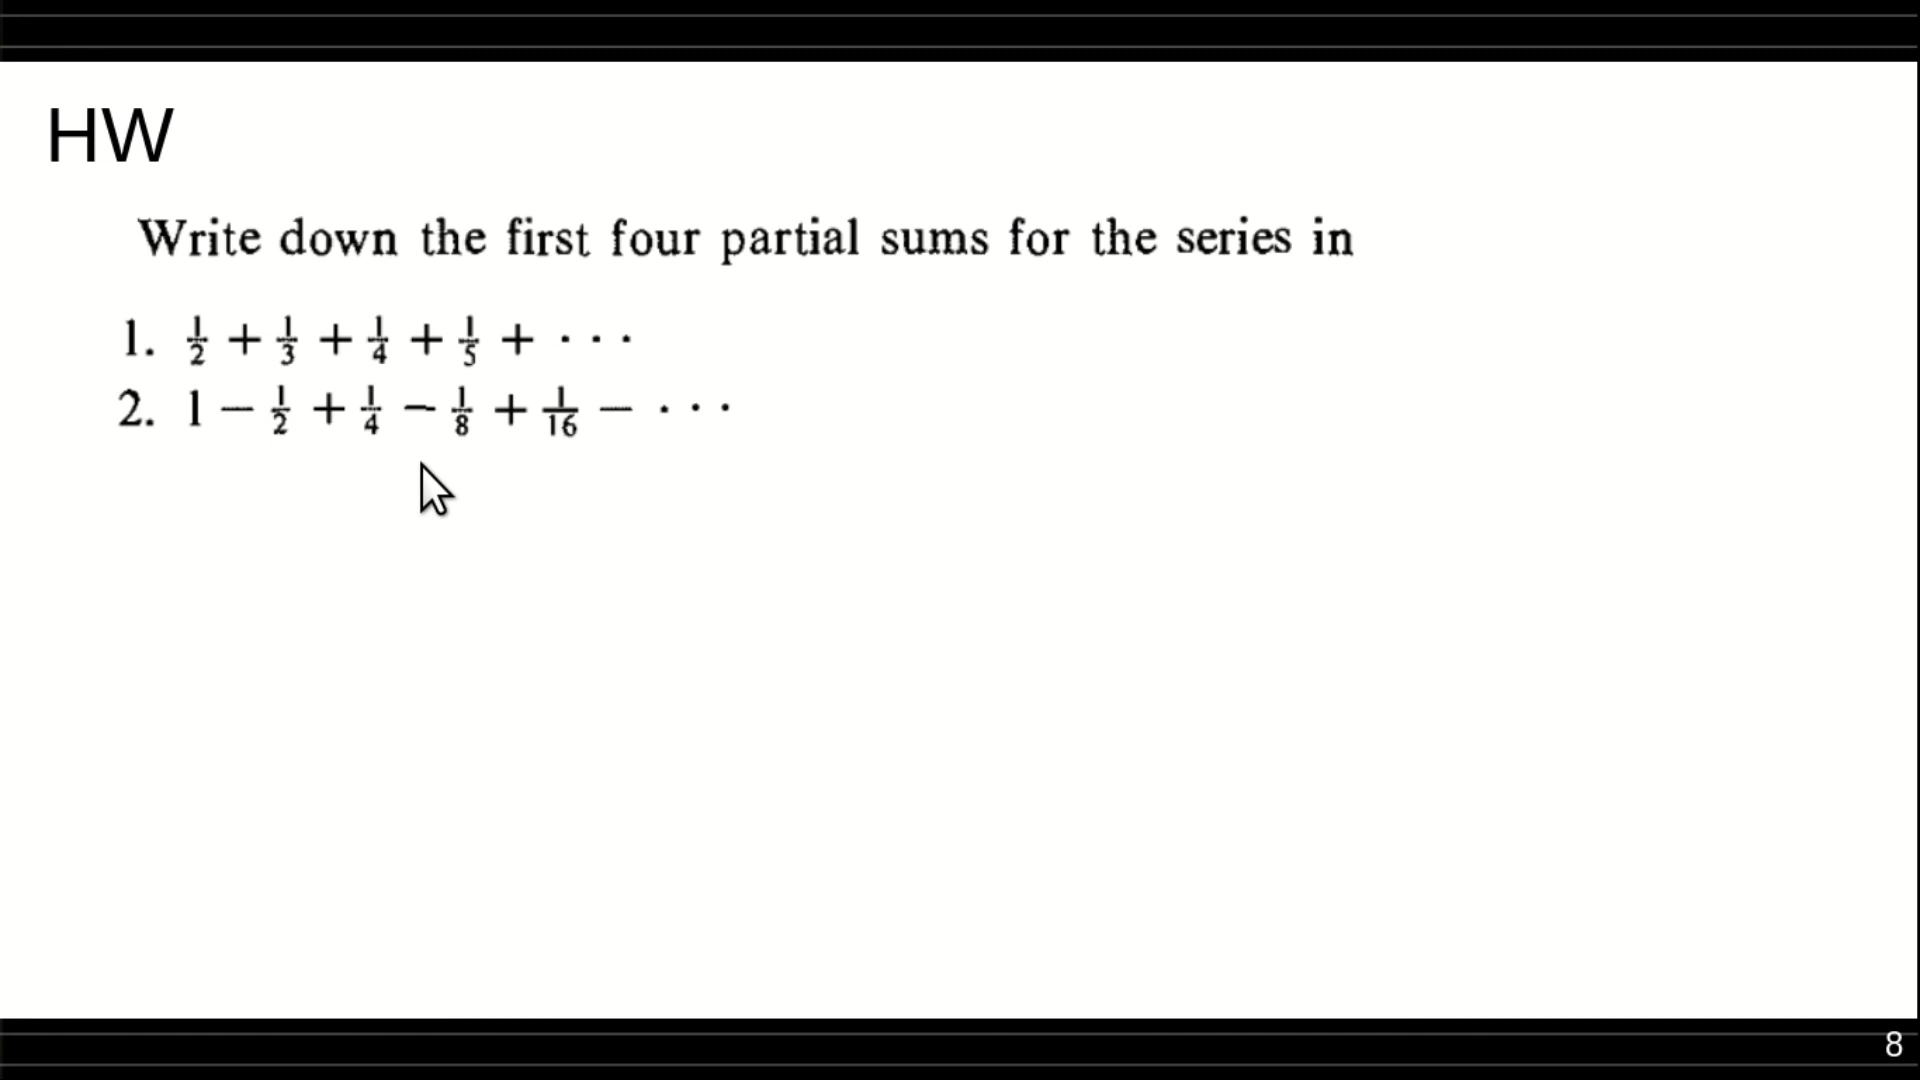 HW
Write down the first four partial sums for the series in
1. 1/2 + 1/3 + 1/4 + 1/5 + · · ·
2. 1 − 1/2 + 1/4 − 1/8 + 1/16 − · · ·
8